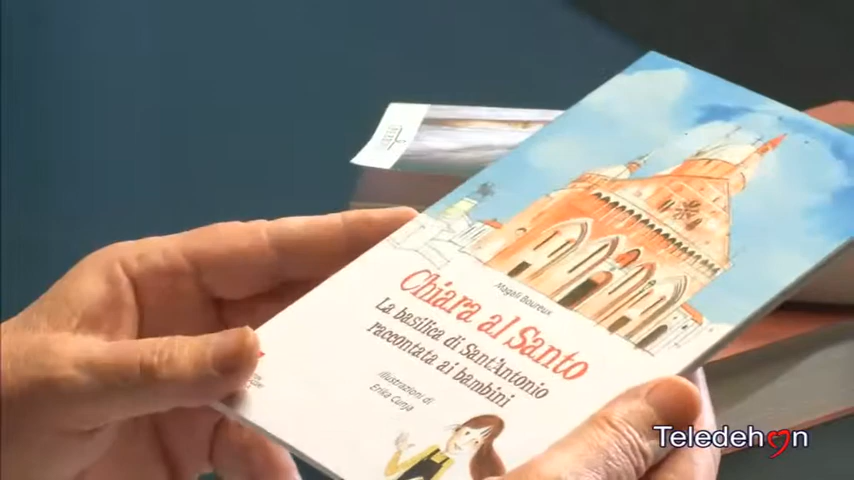 Magali Boureux
Chiara al Santo
La basilica di Sant'Antonio
raccontata ai bambini
illustrazioni di
Erika Cunja
Teledehon